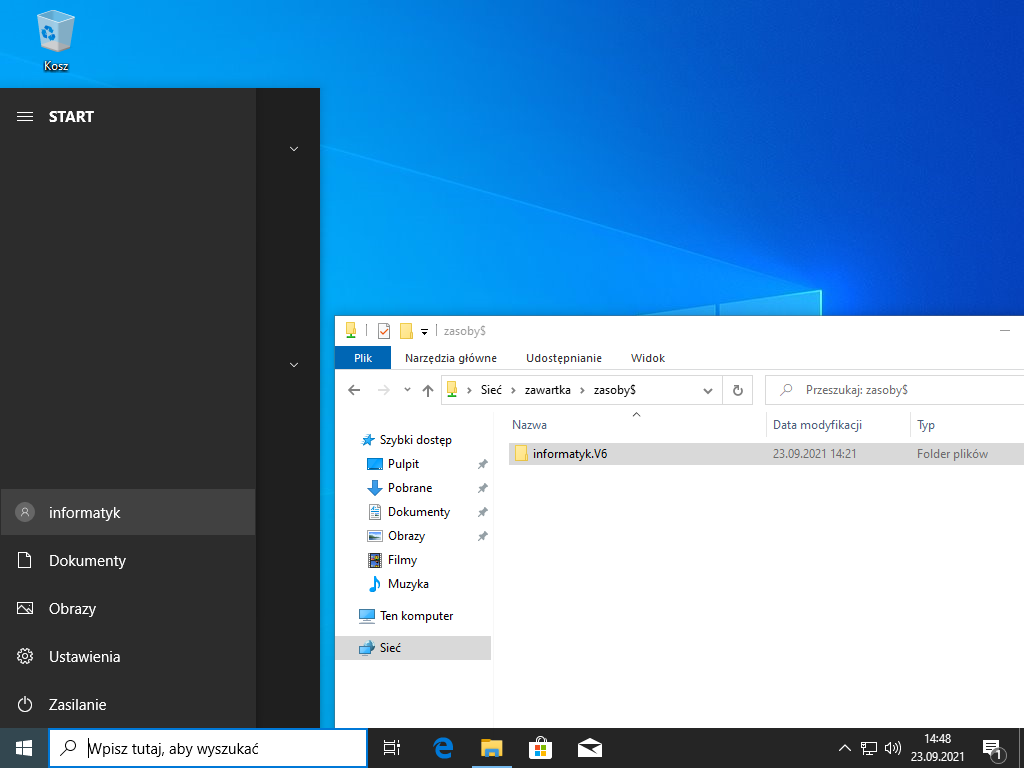 Kosz
START
informatyk
Dokumenty
Obrazy
Ustawienia
Zasilanie
zasoby$
Plik Narzędzia główne Udostępnianie Widok
Sieć zawartka zasoby$ Przeszukaj: zasoby$
Nazwa Data modyfikacji Typ
informatyk.V6 23.09.2021 14:21 Folder plików
Szybki dostęp
Pulpit
Pobrane
Dokumenty
Obrazy
Filmy
Muzyka
Ten komputer
Sieć
Wpisz tutaj, aby wyszukać
14:48
23.09.2021
1